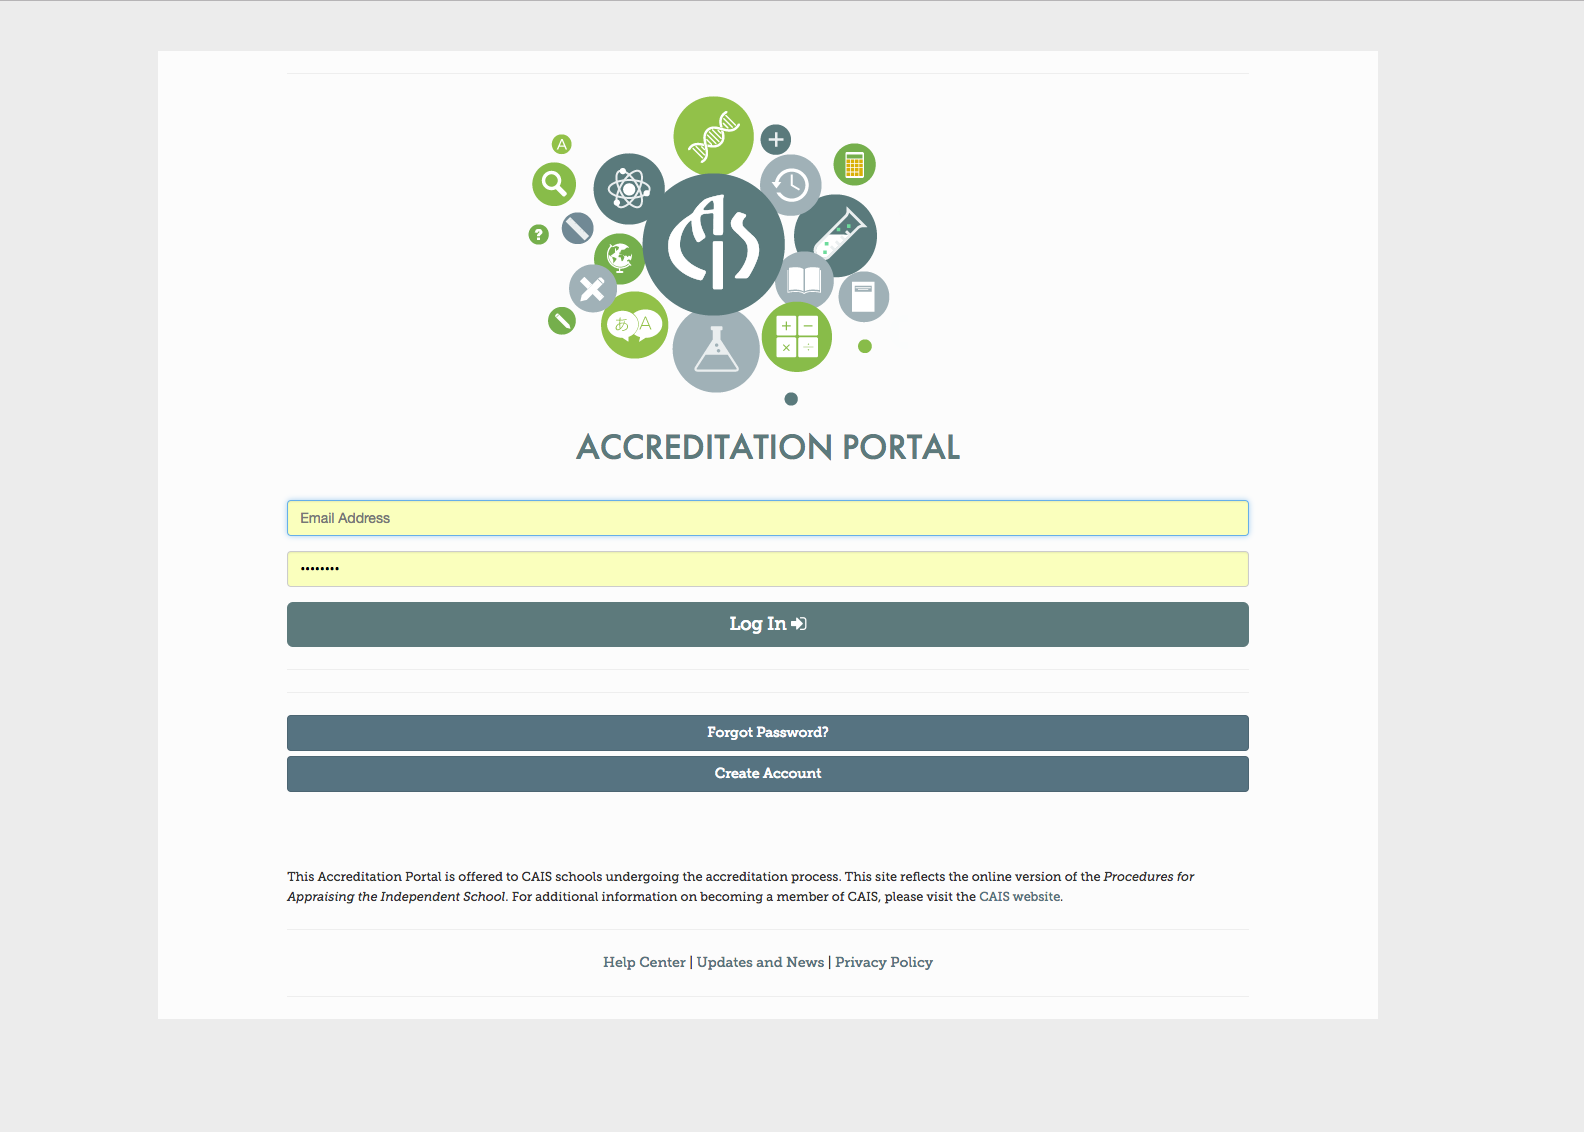 A
?
CAIS
あ A
+ −
× ÷
ACCREDITATION PORTAL
Email Address
••••••••
Log In
Forgot Password?
Create Account
This Accreditation Portal is offered to CAIS schools undergoing the accreditation process. This site reflects the online version of the Procedures for
Appraising the Independent School. For additional information on becoming a member of CAIS, please visit the CAIS website.
Help Center | Updates and News | Privacy Policy